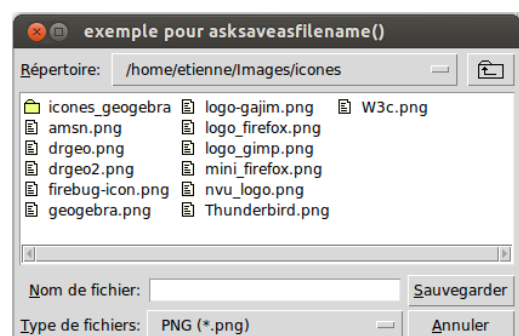 exemple pour asksaveasfilename()
Répertoire: /home/etienne/Images/icones
icones_geogebra logo-gajim.png W3c.png
amsn.png logo_firefox.png
drgeo.png logo_gimp.png
drgeo2.png mini_firefox.png
firebug-icon.png nvu_logo.png
geogebra.png Thunderbird.png
Nom de fichier: Sauvegarder
Type de fichiers: PNG (*.png) Annuler